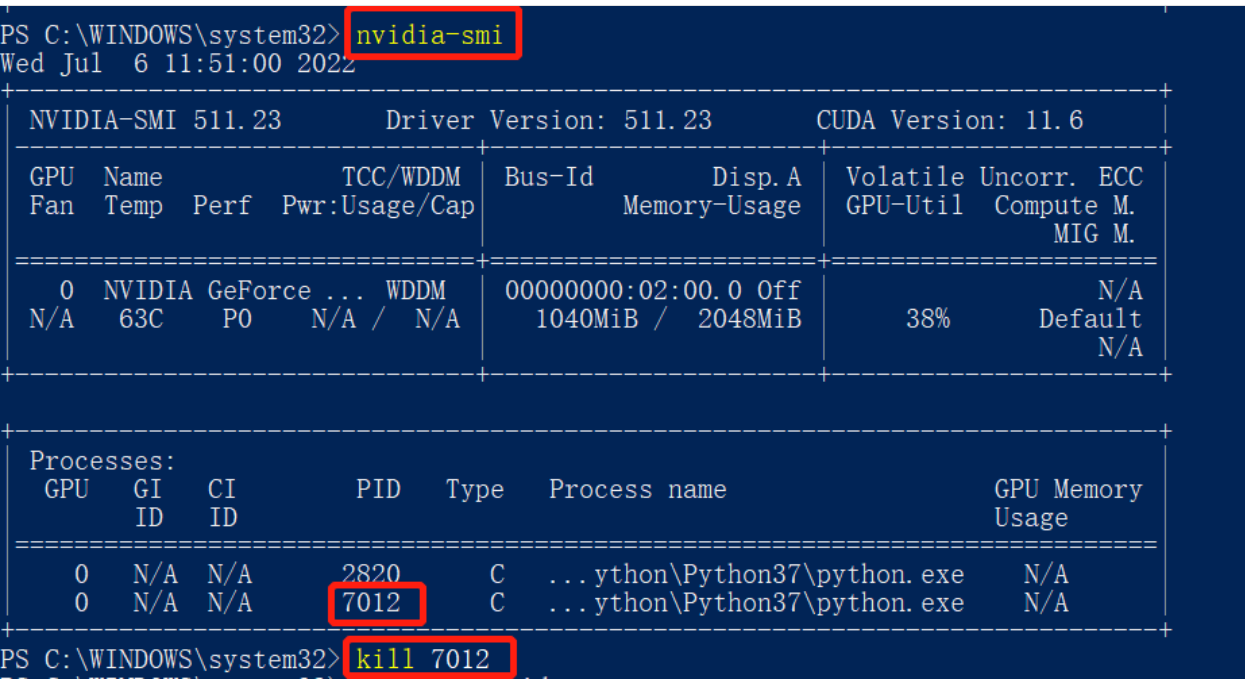 PS C:\WINDOWS\system32> nvidia-smi
Wed Jul  6 11:51:00 2022
NVIDIA-SMI 511.23       Driver Version: 511.23       CUDA Version: 11.6
GPU  Name            TCC/WDDM | Bus-Id        Disp.A | Volatile Uncorr. ECC
Fan  Temp  Perf  Pwr:Usage/Cap|         Memory-Usage | GPU-Util  Compute M.
MIG M.
0  NVIDIA GeForce ...  WDDM  | 00000000:02:00.0 Off |                  N/A
N/A   63C    P0    N/A /  N/A |   1040MiB /  2048MiB |     38%      Default
N/A
Processes:
GPU   GI   CI        PID   Type   Process name                  GPU Memory
ID   ID                                                   Usage
0   N/A  N/A      2820      C   ...ython\Python37\python.exe    N/A
0   N/A  N/A      7012      C   ...ython\Python37\python.exe    N/A
PS C:\WINDOWS\system32> kill 7012